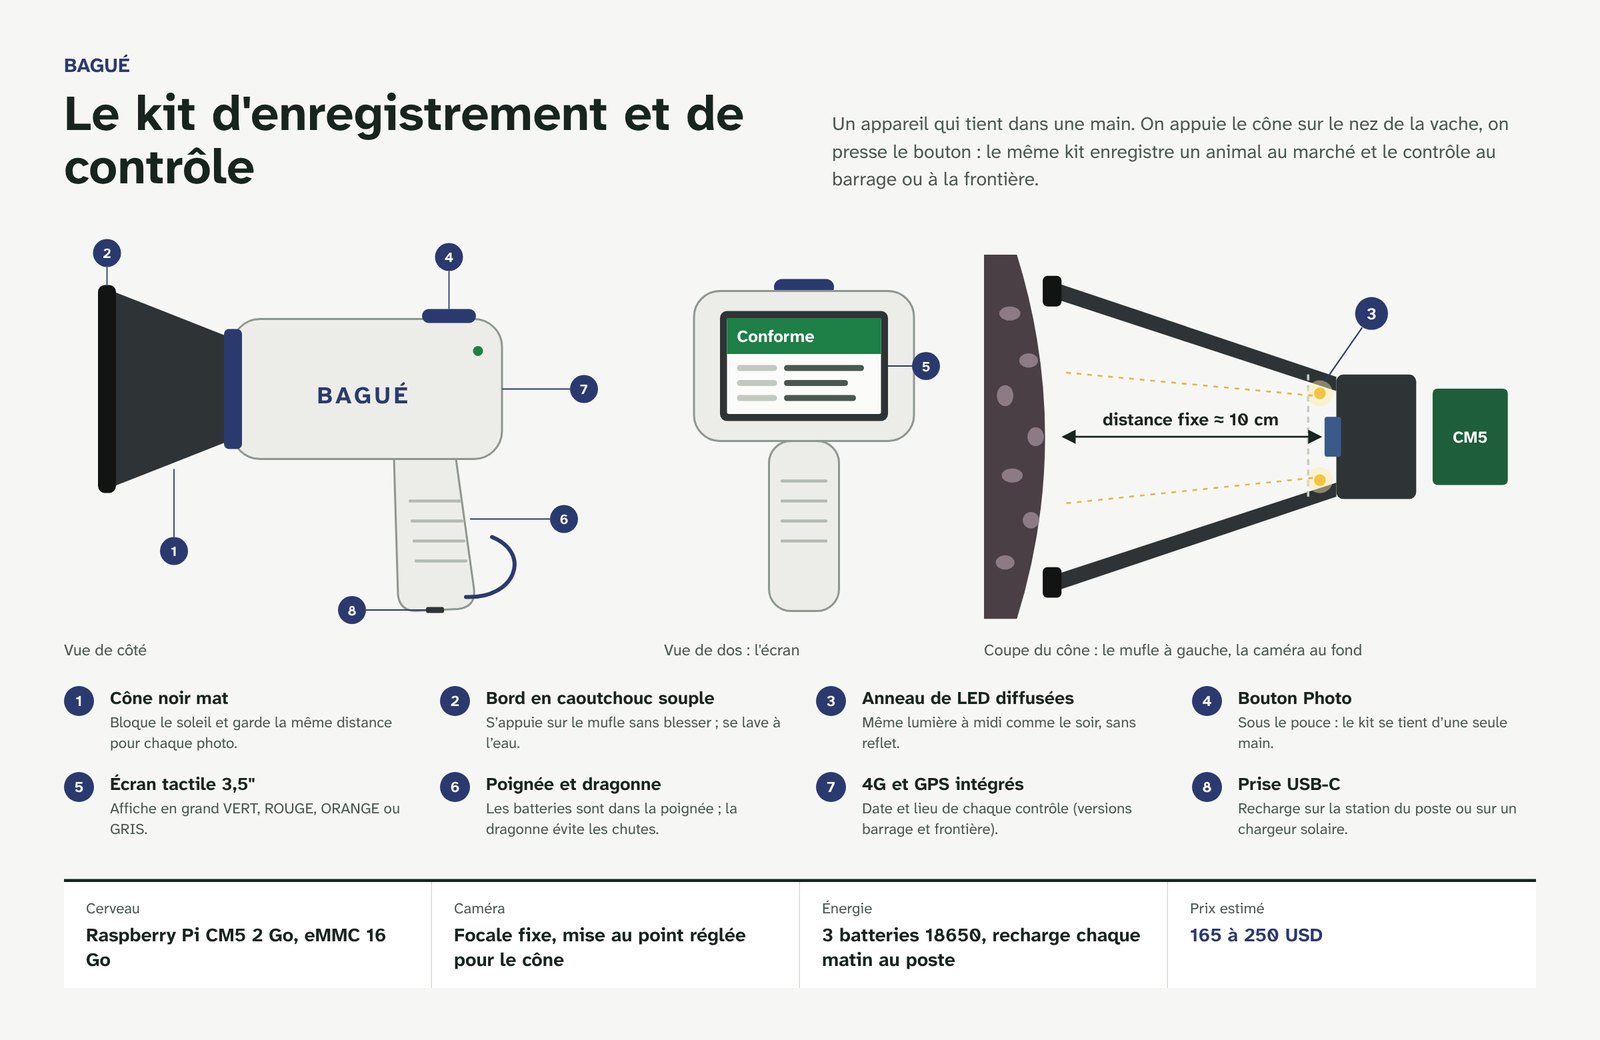 BAGUÉ
Le kit d'enregistrement et de
contrôle
Un appareil qui tient dans une main. On appuie le cône sur le nez de la vache, on
presse le bouton : le même kit enregistre un animal au marché et le contrôle au
barrage ou à la frontière.
2
4
BAGUÉ
7
1
6
8
Conforme
5
3
distance fixe ≈ 10 cm
CM5
Vue de côté
Vue de dos : l'écran
Coupe du cône : le mufle à gauche, la caméra au fond
1
Cône noir mat
Bloque le soleil et garde la même distance
pour chaque photo.
2
Bord en caoutchouc souple
S’appuie sur le mufle sans blesser ; se lave à
l’eau.
3
Anneau de LED diffusées
Même lumière à midi comme le soir, sans
reflet.
4
Bouton Photo
Sous le pouce : le kit se tient d’une seule
main.
5
Écran tactile 3,5"
Affiche en grand VERT, ROUGE, ORANGE ou
GRIS.
6
Poignée et dragonne
Les batteries sont dans la poignée ; la
dragonne évite les chutes.
7
4G et GPS intégrés
Date et lieu de chaque contrôle (versions
barrage et frontière).
8
Prise USB-C
Recharge sur la station du poste ou sur un
chargeur solaire.
Cerveau
Raspberry Pi CM5 2 Go, eMMC 16
Go
Caméra
Focale fixe, mise au point réglée
pour le cône
Énergie
3 batteries 18650, recharge chaque
matin au poste
Prix estimé
165 à 250 USD